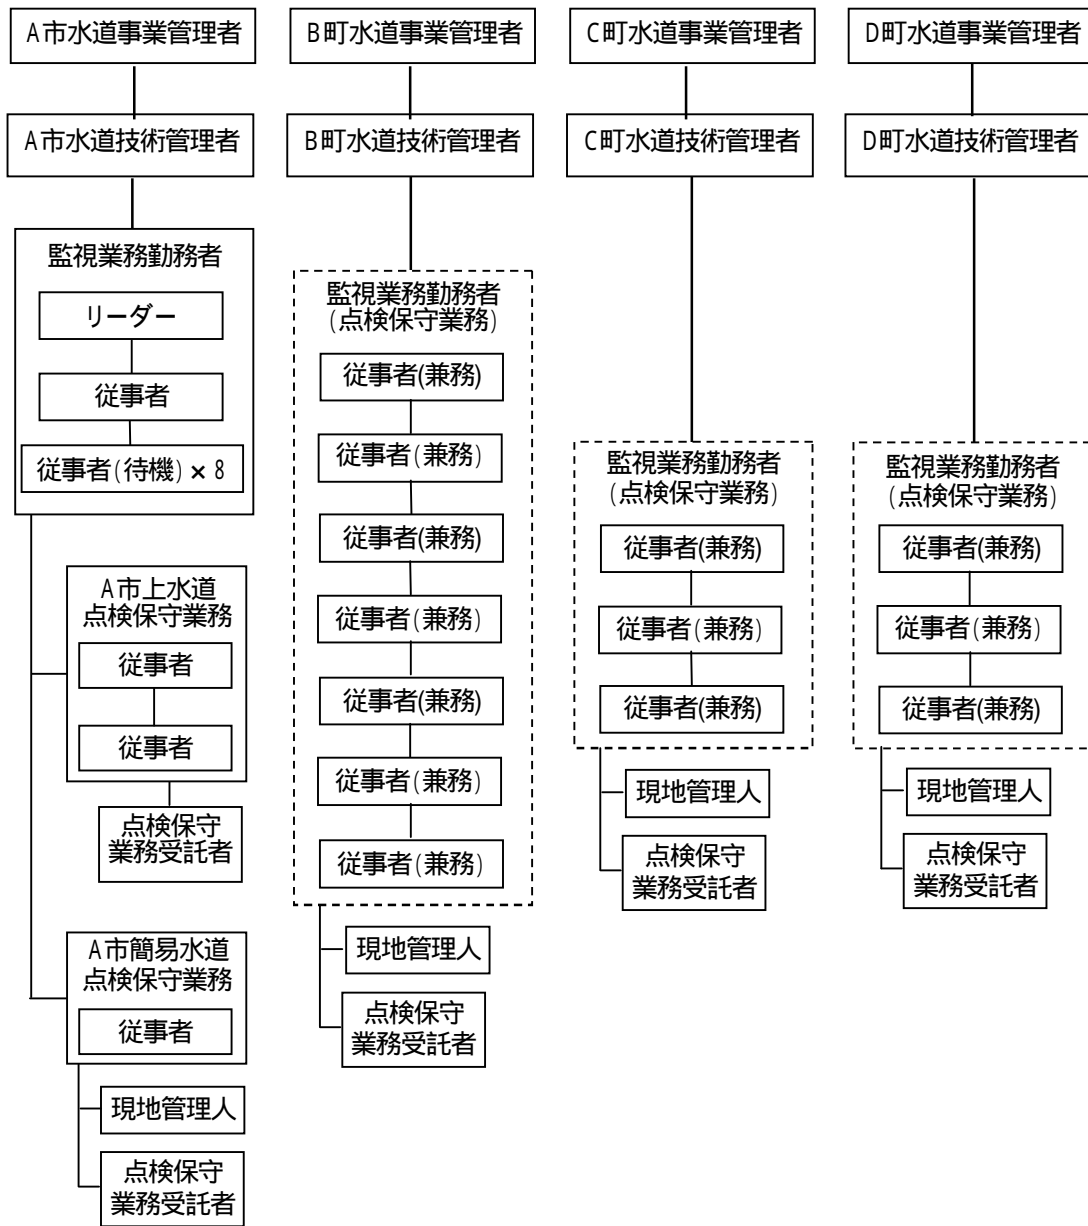 A市水道事業管理者
A市水道技術管理者
監視業務勤務者
リーダー
従事者
従事者(待機)×8
A市上水道
点検保守業務
従事者
従事者
点検保守
業務受託者
A市簡易水道
点検保守業務
従事者
現地管理人
点検保守
業務受託者
B町水道事業管理者
B町水道技術管理者
監視業務勤務者
(点検保守業務)
従事者(兼務)
従事者(兼務)
従事者(兼務)
従事者(兼務)
従事者(兼務)
従事者(兼務)
従事者(兼務)
現地管理人
点検保守
業務受託者
C町水道事業管理者
C町水道技術管理者
監視業務勤務者
(点検保守業務)
従事者(兼務)
従事者(兼務)
従事者(兼務)
現地管理人
点検保守
業務受託者
D町水道事業管理者
D町水道技術管理者
監視業務勤務者
(点検保守業務)
従事者(兼務)
従事者(兼務)
従事者(兼務)
現地管理人
点検保守
業務受託者